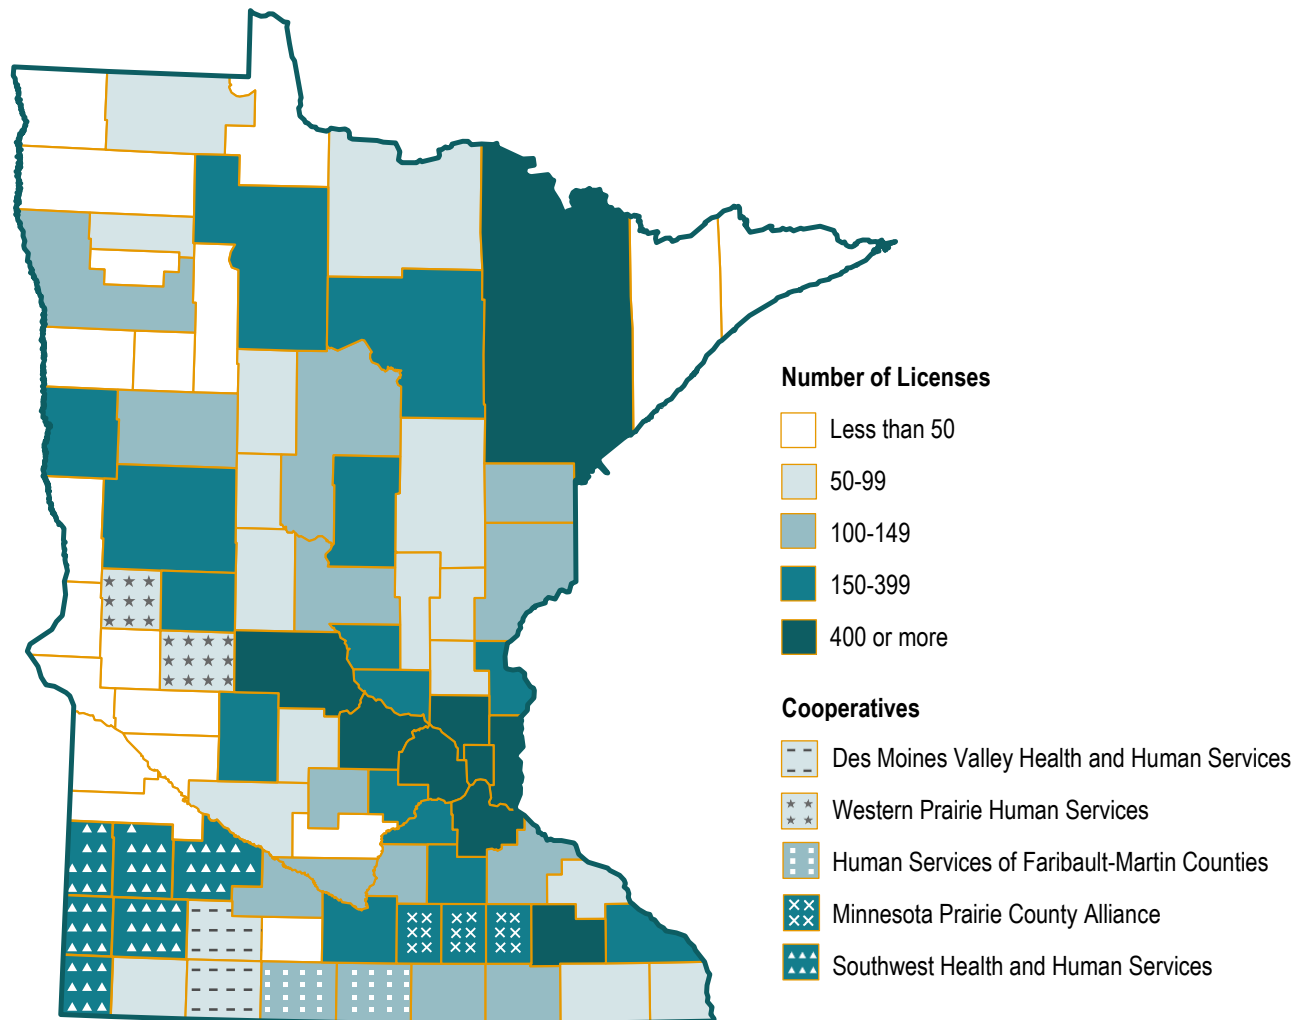 Number of Licenses
Less than 50
50-99
100-149
150-399
400 or more
Cooperatives
Des Moines Valley Health and Human Services
Western Prairie Human Services
Human Services of Faribault-Martin Counties
Minnesota Prairie County Alliance
Southwest Health and Human Services